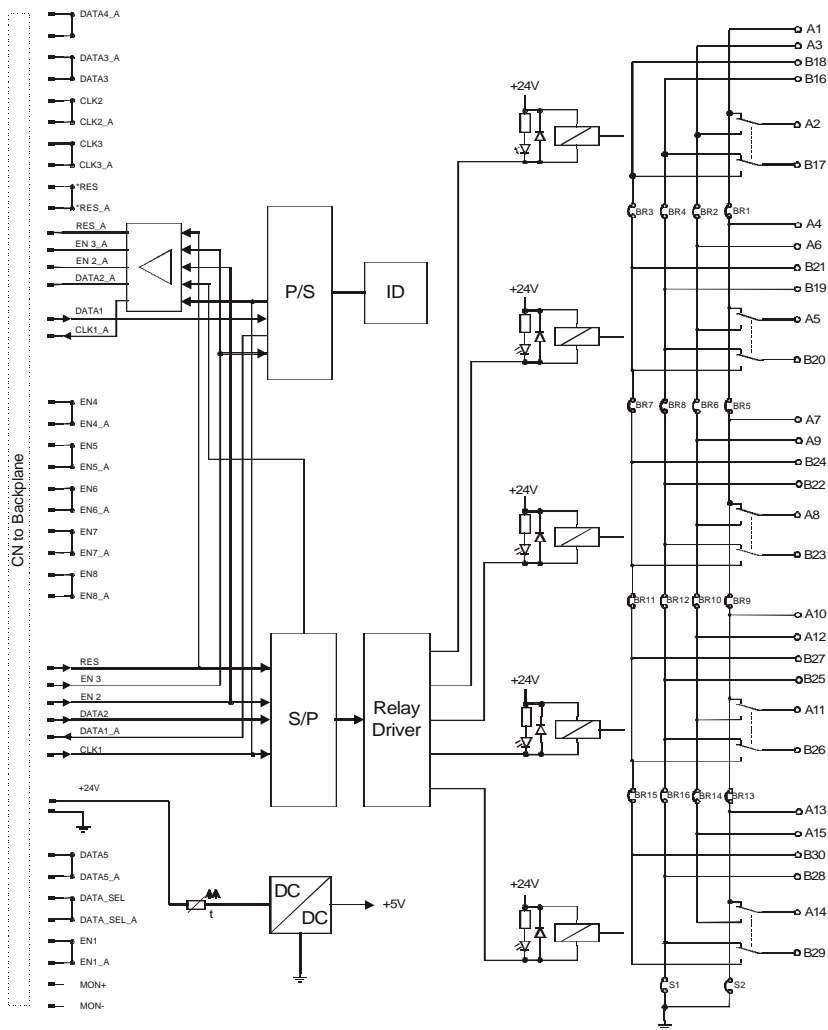 CN to Backplane
DATA4_A
DATA3_A
DATA3
CLK2
CLK2_A
CLK3
CLK3_A
*RES
*RES_A
RES_A
EN 3_A
EN 2_A
DATA2_A
DATA1
CLK1_A
EN4
EN4_A
EN5
EN5_A
EN6
EN6_A
EN7
EN7_A
EN8
EN8_A
RES
EN 3
EN 2
DATA2
DATA1_A
CLK1
+24V
DATA5
DATA5_A
DATA_SEL
DATA_SEL_A
EN1
EN1_A
MON+
MON-
P/S
ID
S/P
Relay
Driver
t
DC
DC
+5V
+24V
+24V
+24V
+24V
+24V
A1
A3
B18
B16
A2
B17
BR3 BR4 BR2 BR1
A4
A6
B21
B19
A5
B20
BR7 BR8 BR6 BR5
A7
A9
B24
B22
A8
B23
BR11 BR12 BR10 BR9
A10
A12
B27
B25
A11
B26
BR15 BR16 BR14 BR13
A13
A15
B30
B28
A14
B29
S1 S2